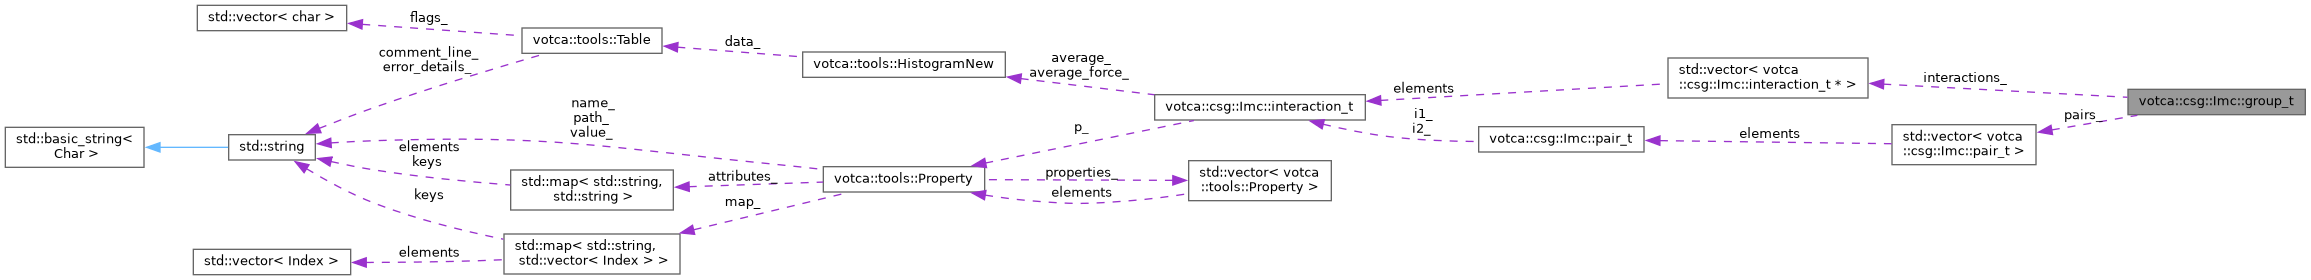 std::vector< char >
flags_
votca::tools::Table
comment_line_
error_details_
data_
votca::tools::HistogramNew
average_
average_force_
std::vector< votca
::csg::Imc::interaction_t * >
interactions_
votca::csg::Imc::group_t
elements
votca::csg::Imc::interaction_t
name_
path_
value_
i1_
i2_
pairs_
std::basic_string<
Char >
std::string
p_
votca::csg::Imc::pair_t
elements
std::vector< votca
::csg::Imc::pair_t >
elements
keys
std::map< std::string,
std::string >
attributes_
votca::tools::Property
properties_
elements
std::vector< votca
::tools::Property >
keys
map_
std::vector< Index >
elements
std::map< std::string,
std::vector< Index > >